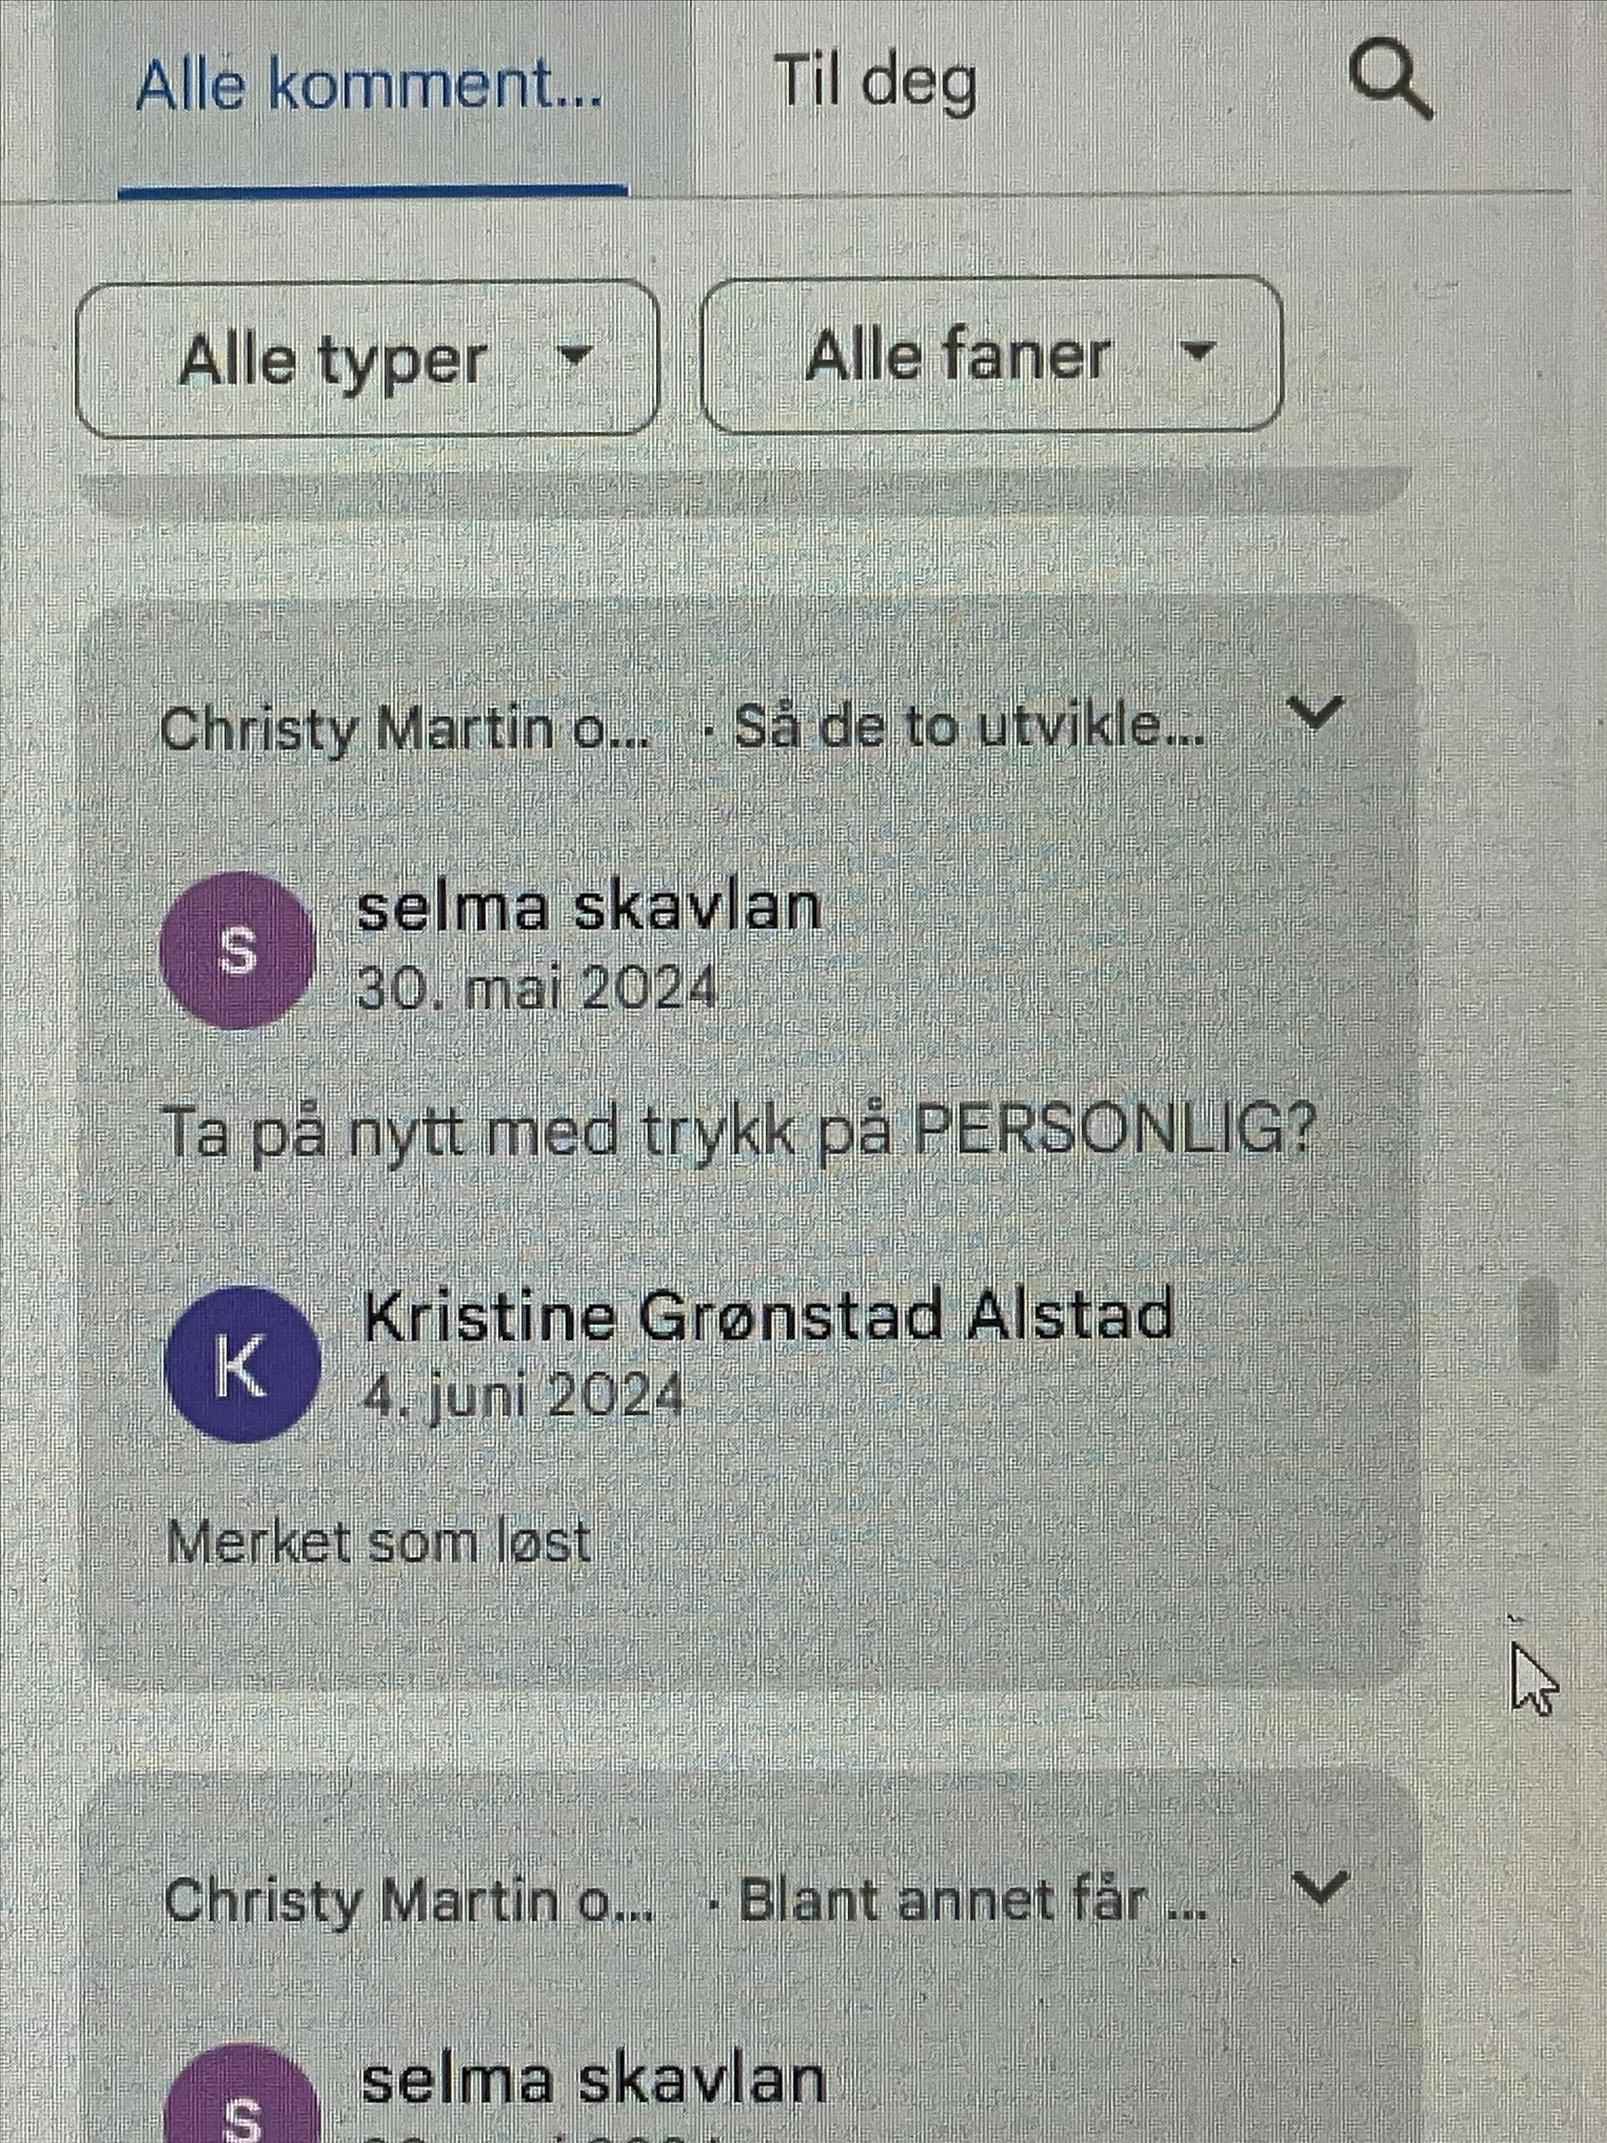 Alle komment... Til deg
Alle typer Alle faner
Christy Martin o... · Så de to utvikle...
S selma skavlan
30. mai 2024
Ta på nytt med trykk på PERSONLIG?
K Kristine Grønstad Alstad
4. juni 2024
Merket som løst
Christy Martin o... · Blant annet får ...
S selma skavlan